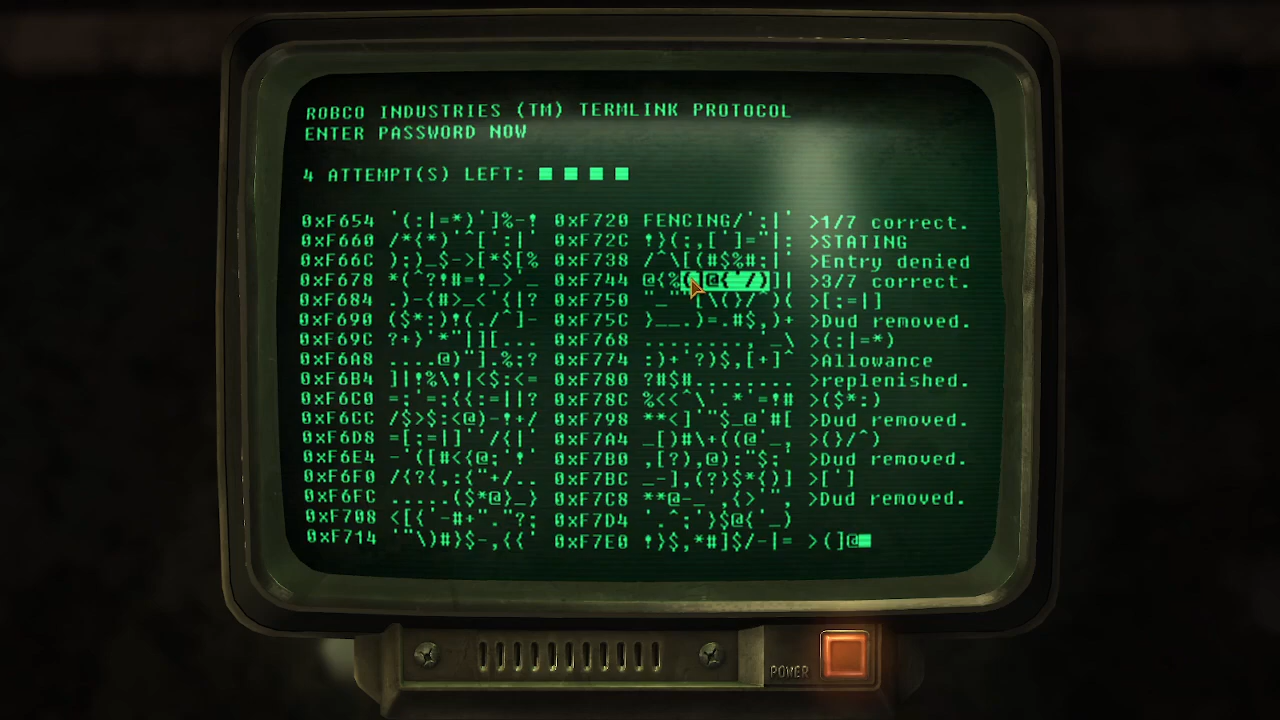 ROBCO INDUSTRIES (TM) TERMLINK PROTOCOL
ENTER PASSWORD NOW
4 ATTEMPT(S) LEFT: ■ ■ ■ ■
0xF654 '(:|=*)']%-! 0xF720 FENCING/';|' >1/7 correct.
0xF660 /*{*)'^[':|' 0xF72C !}(;,[']="|: >STATING
0xF66C );)_$->[*$[% 0xF738 /^\[(#$%#;|' >Entry denied
0xF678 *(^?!#=!_>'_ 0xF744 @{% >3/7 correct.
0xF684 .)-{#>_<'{|? 0xF750 "_""[\(}/^)( >[:=|]
0xF690 ($*:)!(./^]- 0xF75C )__.)=.#$,)+ >Dud removed.
0xF69C ?+}'*"|][... 0xF768 ........,'_\ >(:|=*)
0xF6A8 ....@)"].%;? 0xF774 :)+'?)$,[+]^ >Allowance
0xF6B4 ]|!%\!|<$:<= 0xF780 ?#$#........ >replenished.
0xF6C0 =;'=:{{:=||? 0xF78C %<<^\'.*'=!# >($*:)
0xF6CC /$>$:<@)-!+/ 0xF798 **<]'"$_@'#[ >Dud removed.
0xF6D8 =[:=|]''/{|' 0xF7A4 _[)#\+((@'_, >(}/^)
0xF6E4 -'([#<{@;'!' 0xF7B0 ,[?),@):"$;' >Dud removed.
0xF6F0 /{?{,:{"+/.. 0xF7BC _-],(?}$*{)] >[']
0xF6FC .....($*@}_} 0xF7C8 **@-_',{>'", >Dud removed.
0xF708 <[{'-#+"."?; 0xF7D4 '.^;'}$@{'_)
0xF714 '"\)#}$-,{{' 0xF7E0 !}$,*#]$/-|= >(]@■
POWER